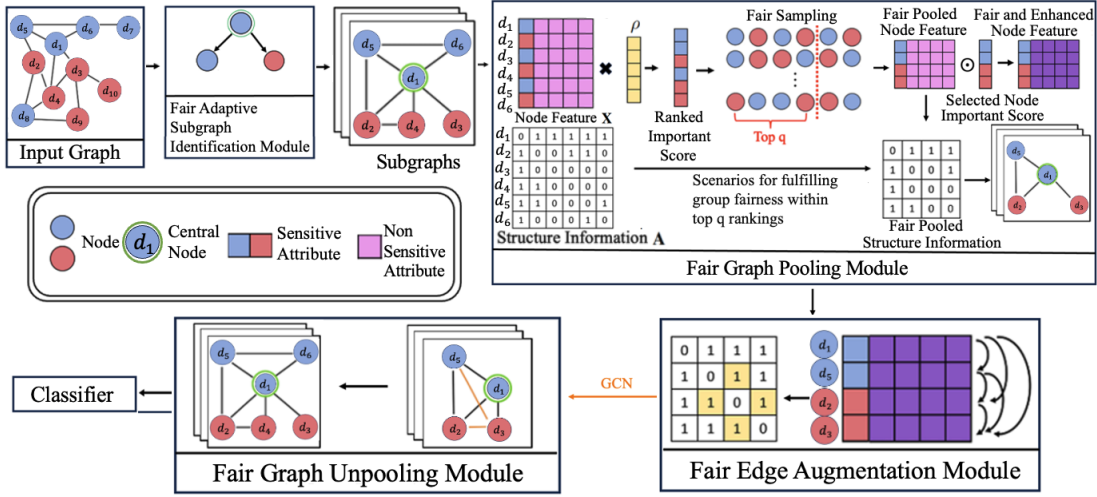 d5
d6
d7
d1
d2
d3
d4
d10
d8
d9
Input Graph
Fair Adaptive
Subgraph
Identification Module
d5
d6
d1
d2
d4
d3
Subgraphs
d1
d2
d3
d4
d5
d6
Node Feature X
ρ
Ranked
Important
Score
Fair Sampling
Top q
Fair Pooled
Node Feature
Fair and Enhanced
Node Feature
Selected Node
Important Score
d1
d2
d3
d4
d5
d6
0 1 1 1 1 1
1 0 0 1 1 0
1 0 0 0 0 0
1 1 0 0 0 0
1 1 0 0 0 1
1 0 0 0 1 0
Structure Information A
Scenarios for fulfilling
group fairness within
top q rankings
0 1 1 1
1 0 1 0
1 0 0 0
1 1 0 0
Fair Pooled
Structure Information
d5
d1
d2
d3
Fair Graph Pooling Module
Node
d1
Central
Node
Sensitive
Attribute
Non
Sensitive
Attribute
Classifier
d5
d6
d1
d2
d4
d3
d5
d1
d2
d3
Fair Graph Unpooling Module
GCN
0 1 1 1
1 0 1 1
1 1 0 1
1 1 1 0
d1
d5
d2
d3
Fair Edge Augmentation Module